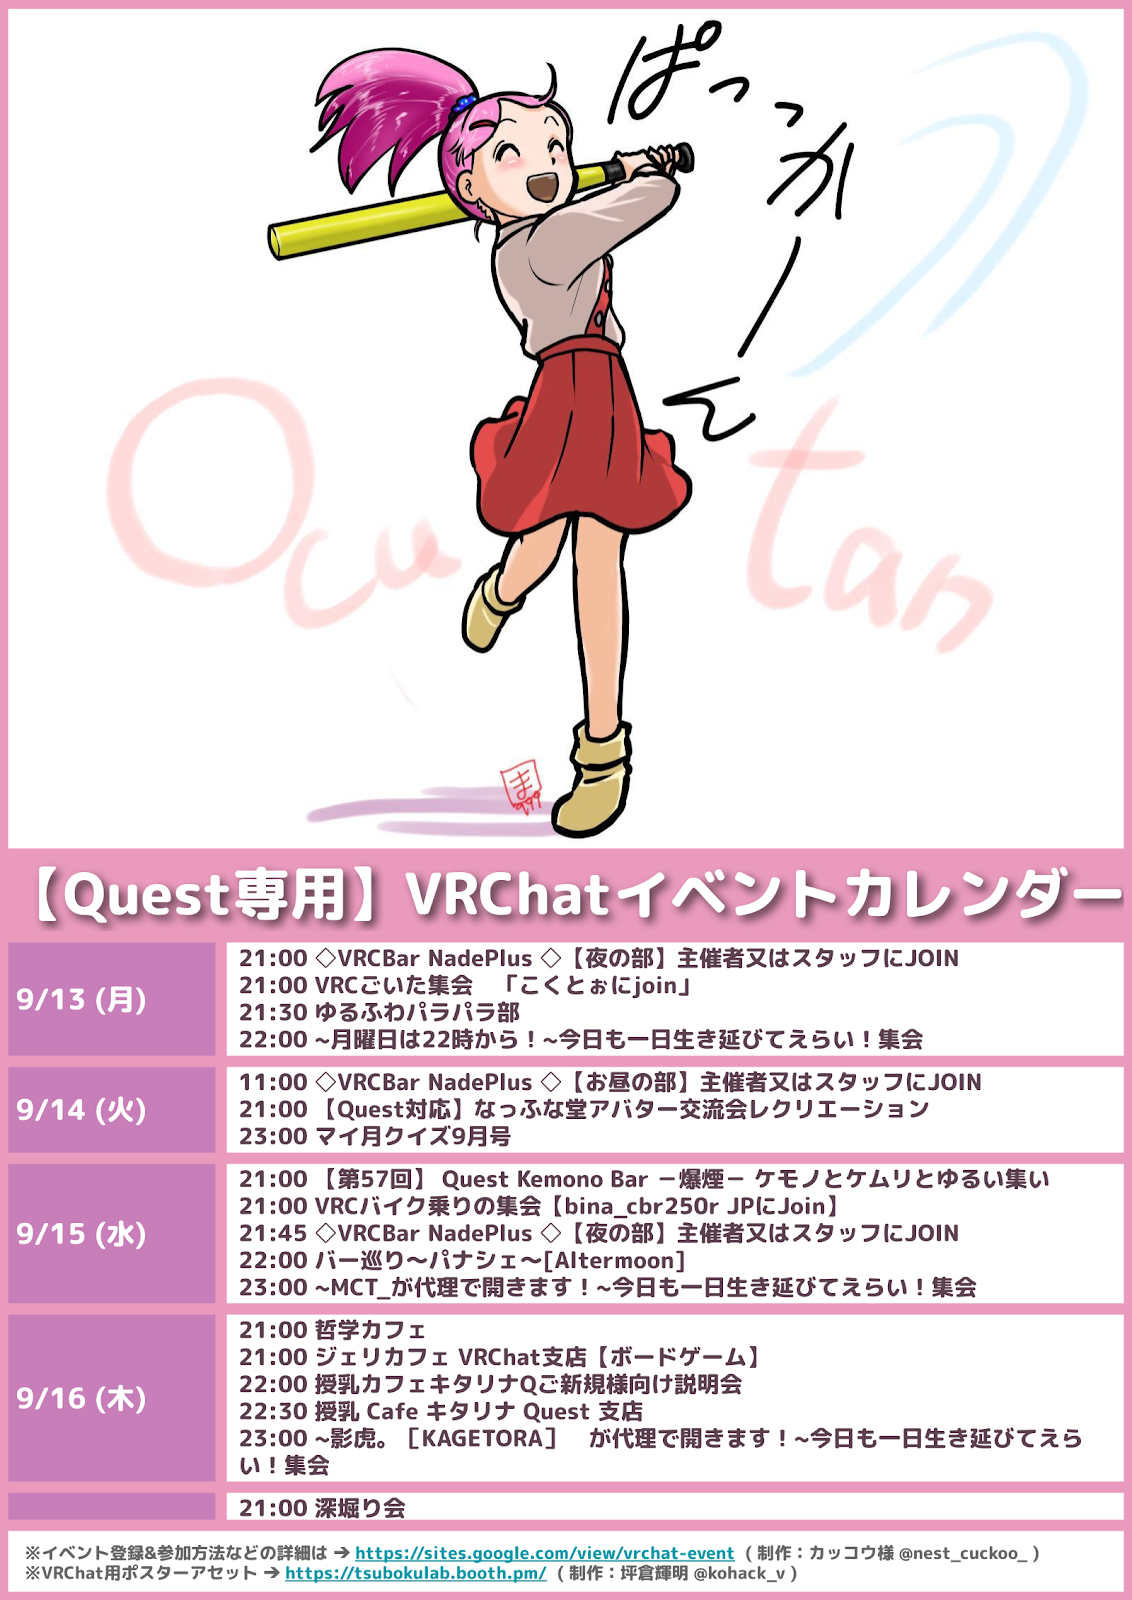 ぱっっかーん
Ocu tan
ま
999
【Quest専用】VRChatイベントカレンダー
9/13 (月)
21:00 ◇VRCBar NadePlus ◇【夜の部】主催者又はスタッフにJOIN
21:00 VRCごいた集会　「こくとぉにjoin」
21:30 ゆるふわパラパラ部
22:00 ~月曜日は22時から！~今日も一日生き延びてえらい！集会
9/14 (火)
11:00 ◇VRCBar NadePlus ◇【お昼の部】主催者又はスタッフにJOIN
21:00 【Quest対応】なっふな堂アバター交流会レクリエーション
23:00 マイ月クイズ9月号
9/15 (水)
21:00 【第57回】 Quest Kemono Bar －爆煙－ ケモノとケムリとゆるい集い
21:00 VRCバイク乗りの集会【bina_cbr250r JPにJoin】
21:45 ◇VRCBar NadePlus ◇【夜の部】主催者又はスタッフにJOIN
22:00 バー巡り～パナシェ～[Altermoon]
23:00 ~MCT_が代理で開きます！~今日も一日生き延びてえらい！集会
9/16 (木)
21:00 哲学カフェ
21:00 ジェリカフェ VRChat支店【ボードゲーム】
22:00 授乳カフェキタリナQご新規様向け説明会
22:30 授乳 Cafe キタリナ Quest 支店
23:00 ~影虎。［KAGETORA］　が代理で開きます！~今日も一日生き延びてえら
い！集会
21:00 深堀り会
※イベント登録&参加方法などの詳細は ➔ https://sites.google.com/view/vrchat-event ( 制作：カッコウ様 @nest_cuckoo_ )
※VRChat用ポスターアセット ➔ https://tsubokulab.booth.pm/ ( 制作：坪倉輝明 @kohack_v )